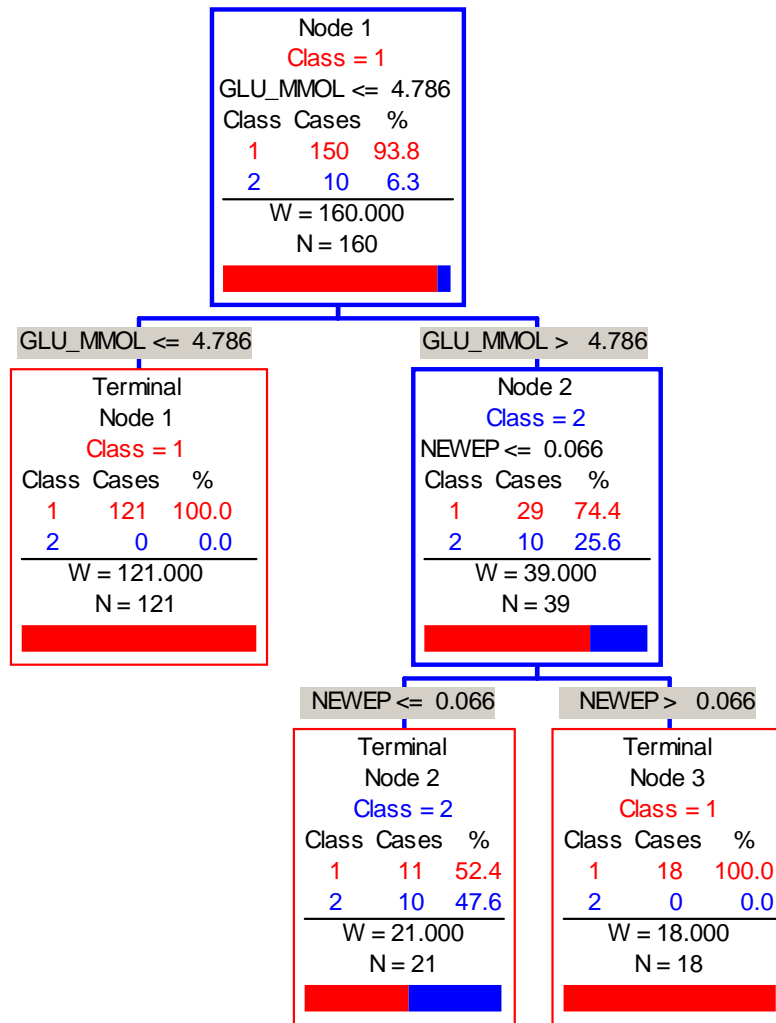 Node 1
Class = 1
GLU_MMOL <= 4.786
Class Cases %
1 150 93.8
2 10 6.3
W = 160.000
N = 160
GLU_MMOL <= 4.786
GLU_MMOL > 4.786
Terminal
Node 1
Class = 1
Class Cases %
1 121 100.0
2 0 0.0
W = 121.000
N = 121
Node 2
Class = 2
NEWEP <= 0.066
Class Cases %
1 29 74.4
2 10 25.6
W = 39.000
N = 39
NEWEP <= 0.066
NEWEP > 0.066
Terminal
Node 2
Class = 2
Class Cases %
1 11 52.4
2 10 47.6
W = 21.000
N = 21
Terminal
Node 3
Class = 1
Class Cases %
1 18 100.0
2 0 0.0
W = 18.000
N = 18